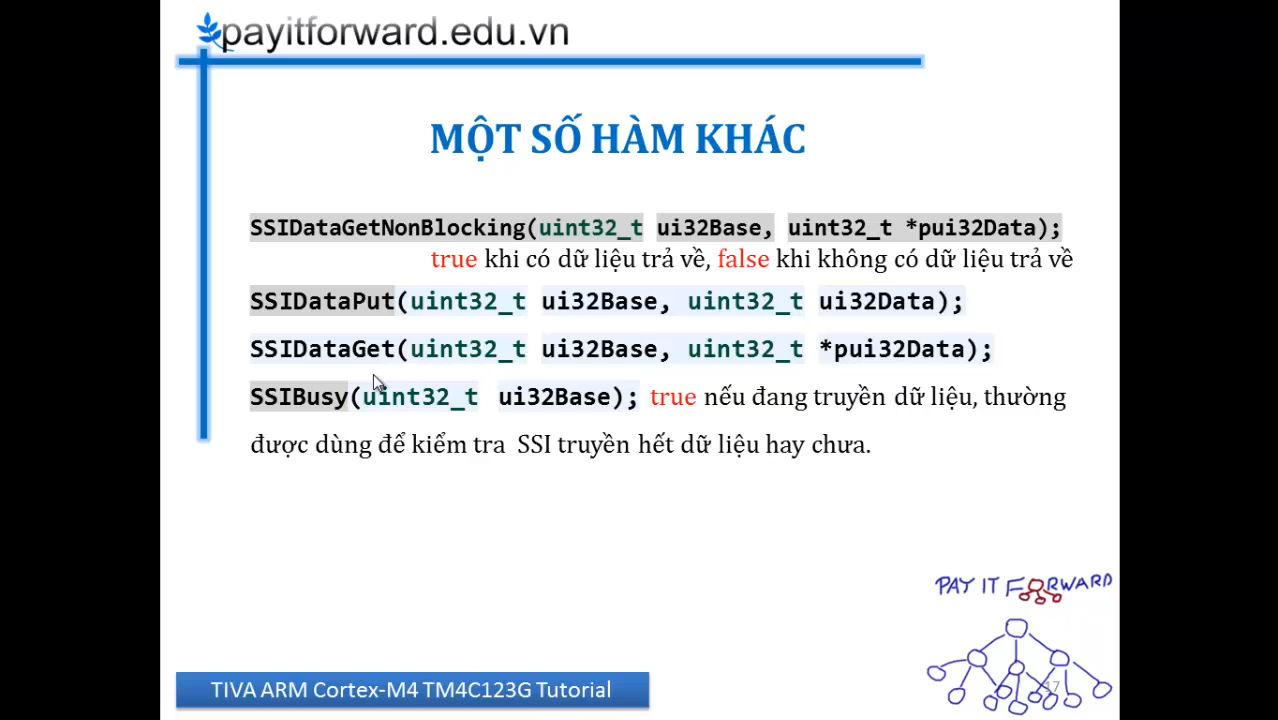 payitforward.edu.vn
MỘT SỐ HÀM KHÁC
SSIDataGetNonBlocking(uint32_t ui32Base, uint32_t *pui32Data);
true khi có dữ liệu trả về, false khi không có dữ liệu trả về
SSIDataPut(uint32_t ui32Base, uint32_t ui32Data);
SSIDataGet(uint32_t ui32Base, uint32_t *pui32Data);
SSIBusy(uint32_t ui32Base); true nếu đang truyền dữ liệu, thường
được dùng để kiểm tra SSI truyền hết dữ liệu hay chưa.
PAY IT FORWARD
17
TIVA ARM Cortex-M4 TM4C123G Tutorial